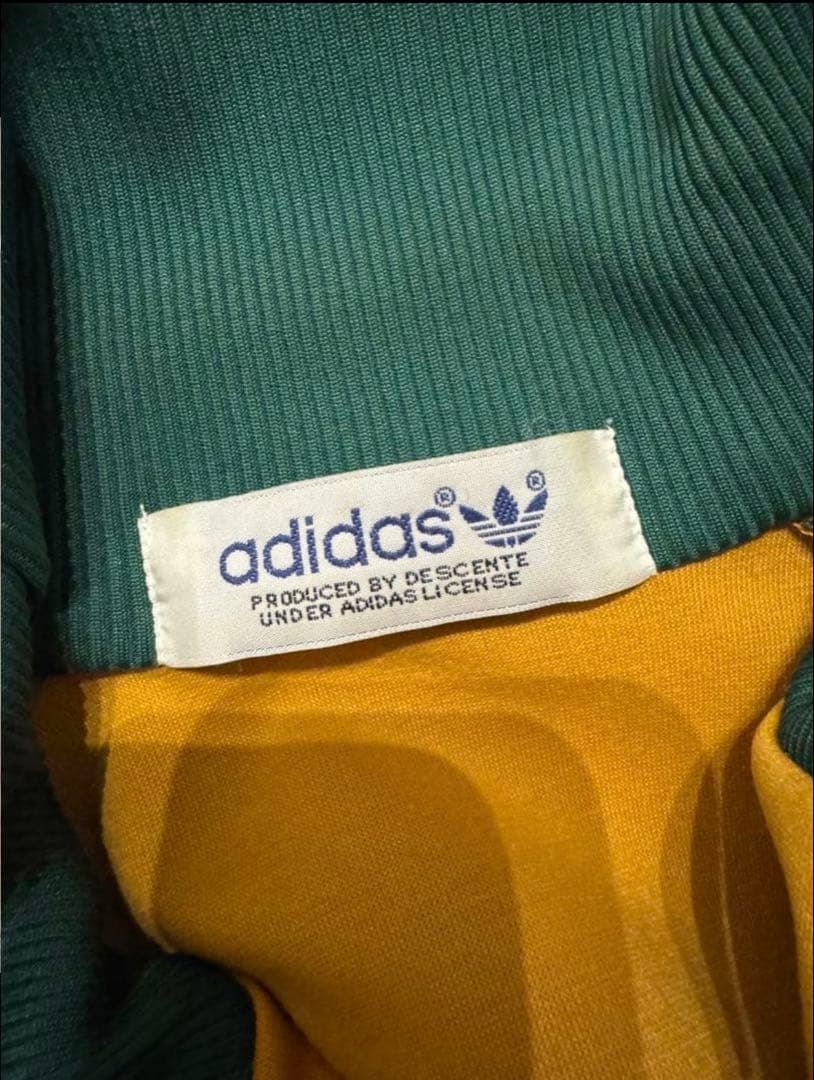 adidas® ®
PRODUCED BY DESCENTE
UNDER ADIDAS LICENSE